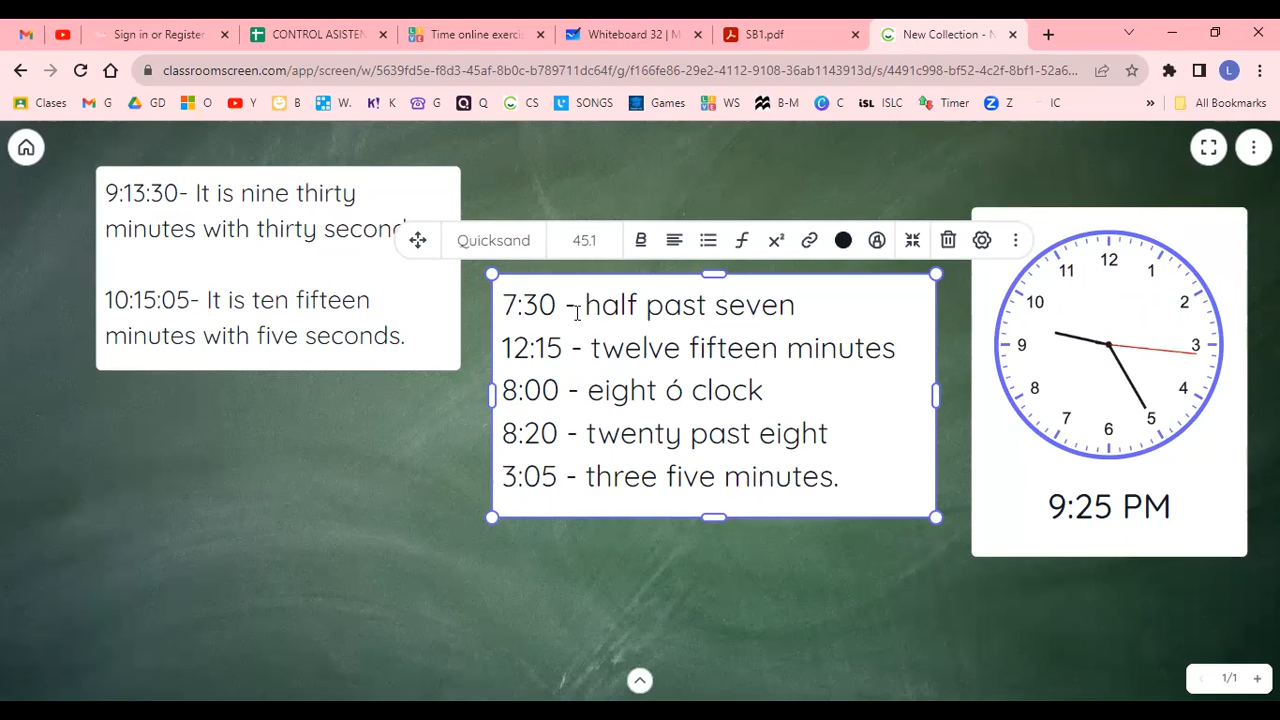 Sign in or Register
CONTROL ASISTEN
Time online exerci
Whiteboard 32 | M
SB1.pdf
New Collection - N
classroomscreen.com/app/screen/w/5639fd5e-f8d3-45af-8b0c-b789711dc64f/g/f166fe86-29e2-4112-9108-36ab1143913d/s/4491c998-bf52-4c2f-8bf1-52a6...
L
Clases
G
GD
O
Y
B
W.
K
G
Q
CS
SONGS
Games
WS
B-M
C
ISLC
Timer
Z
IC
»
All Bookmarks
9:13:30- It is nine thirty
minutes with thirty second
10:15:05- It is ten fifteen
minutes with five seconds.
Quicksand
45.1
7:30 - half past seven
12:15 - twelve fifteen minutes
8:00 - eight ó clock
8:20 - twenty past eight
3:05 - three five minutes.
12
1
2
3
4
5
6
7
8
9
10
11
9:25 PM
1/1